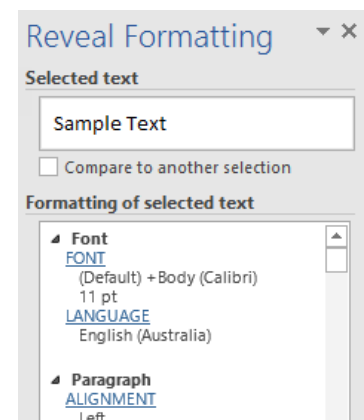 Reveal Formatting
Selected text
Sample Text
Compare to another selection
Formatting of selected text
Font
FONT
(Default) +Body (Calibri)
11 pt
LANGUAGE
English (Australia)
Paragraph
ALIGNMENT
Left